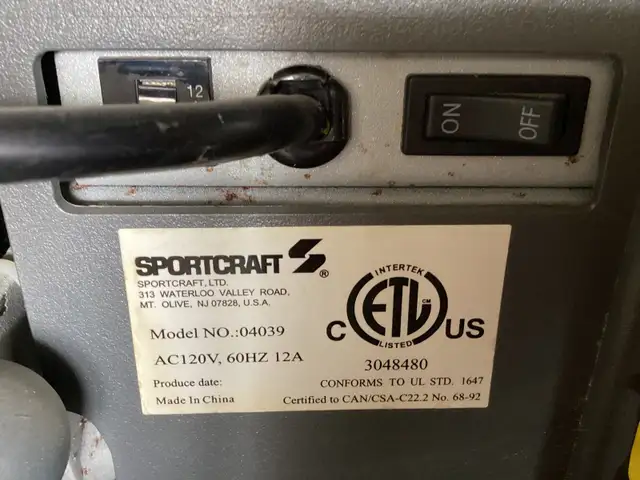 12
ON
OFF
SPORTCRAFT ®
SPORTCRAFT, LTD.
313 WATERLOO VALLEY ROAD,
MT. OLIVE, NJ 07828, U.S.A.
Model NO.:04039
AC120V, 60HZ 12A
Produce date:
Made In China
INTERTEK
ETL CM
LISTED
C US
3048480
CONFORMS TO UL STD. 1647
Certified to CAN/CSA-C22.2 No. 68-92